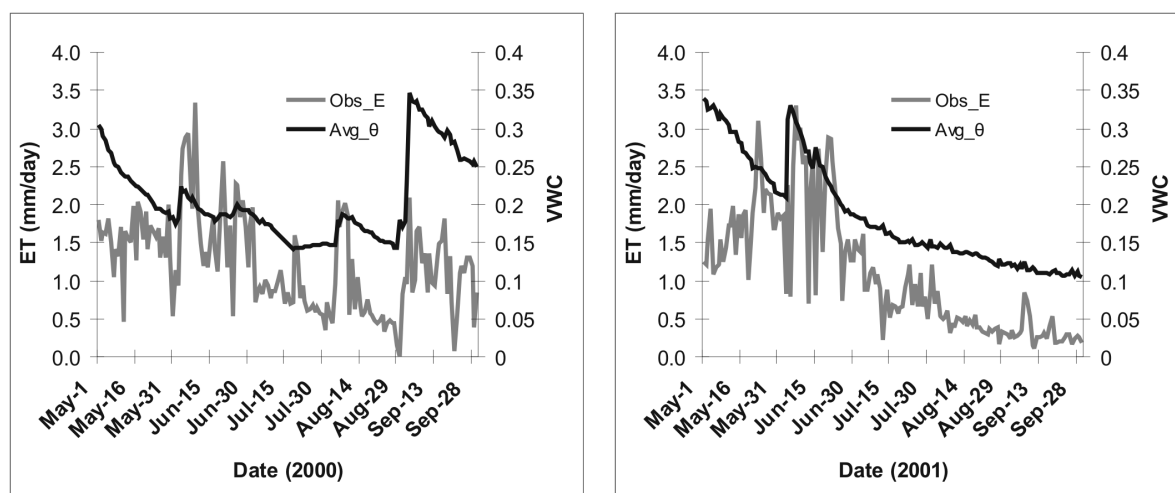 4.0
3.5
3.0
2.5
2.0
1.5
1.0
0.5
0.0
ET (mm/day)
0.4
0.35
0.3
0.25
0.2
0.15
0.1
0.05
0
VWC
Obs_E
Avg_θ
May-1
May-16
May-31
Jun-15
Jun-30
Jul-15
Jul-30
Aug-14
Aug-29
Sep-13
Sep-28
Date (2000)
4.0
3.5
3.0
2.5
2.0
1.5
1.0
0.5
0.0
ET (mm/day)
0.4
0.35
0.3
0.25
0.2
0.15
0.1
0.05
0
VWC
Obs_E
Avg_θ
May-1
May-16
May-31
Jun-15
Jun-30
Jul-15
Jul-30
Aug-14
Aug-29
Sep-13
Sep-28
Date (2001)